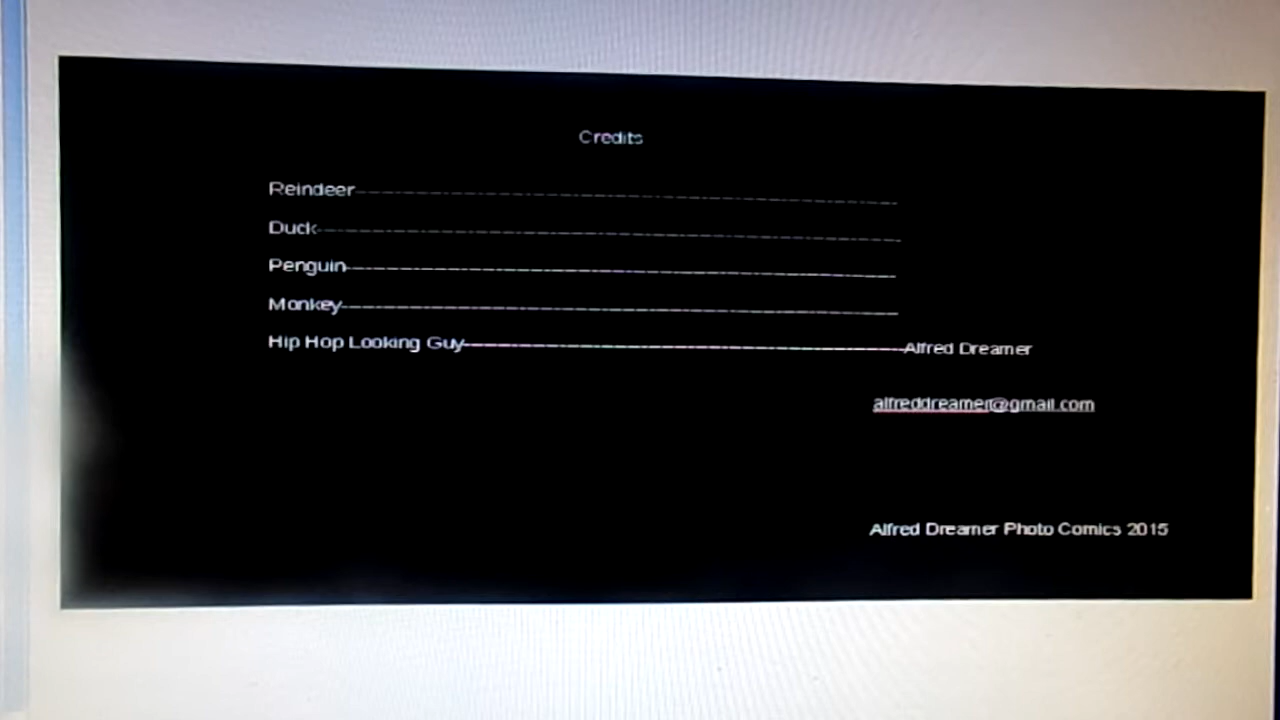 Credits
Reindeer
Duck
Penguin
Monkey
Hip Hop Looking Guy Alfred Dreamer
alfreddreamer@gmail.com
Alfred Dreamer Photo Comics 2015